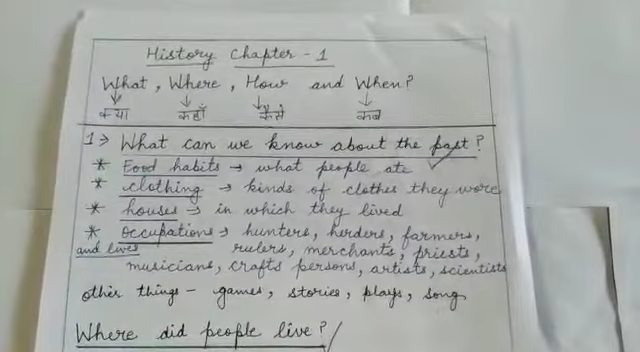 History Chapter - 1
What, Where, How and When?
↓ ↓ ↓ ↓
क्या कहाँ कैसे कब
1→ What can we know about the past?
* Food habits → what people ate ✓
* clothing → kinds of clothes they wore
* houses → in which they lived
* occupations → hunters, herders, farmers,
and lives rulers, merchants, priests,
musicians, crafts persons, artists, scientists
other things - games, stories, plays, song
Where did people live?